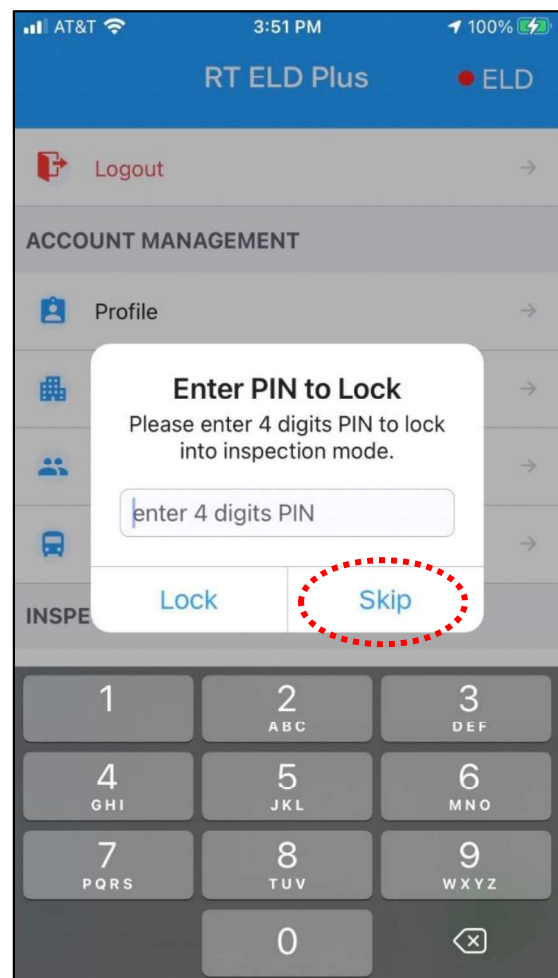 AT&T 3:51 PM 100%
RT ELD Plus ELD
Logout
ACCOUNT MANAGEMENT
Profile
Enter PIN to Lock
Please enter 4 digits PIN to lock
into inspection mode.
enter 4 digits PIN
Lock Skip
INSPE
1 2 3
ABC DEF
4 5 6
GHI JKL MNO
7 8 9
PQRS TUV WXYZ
0